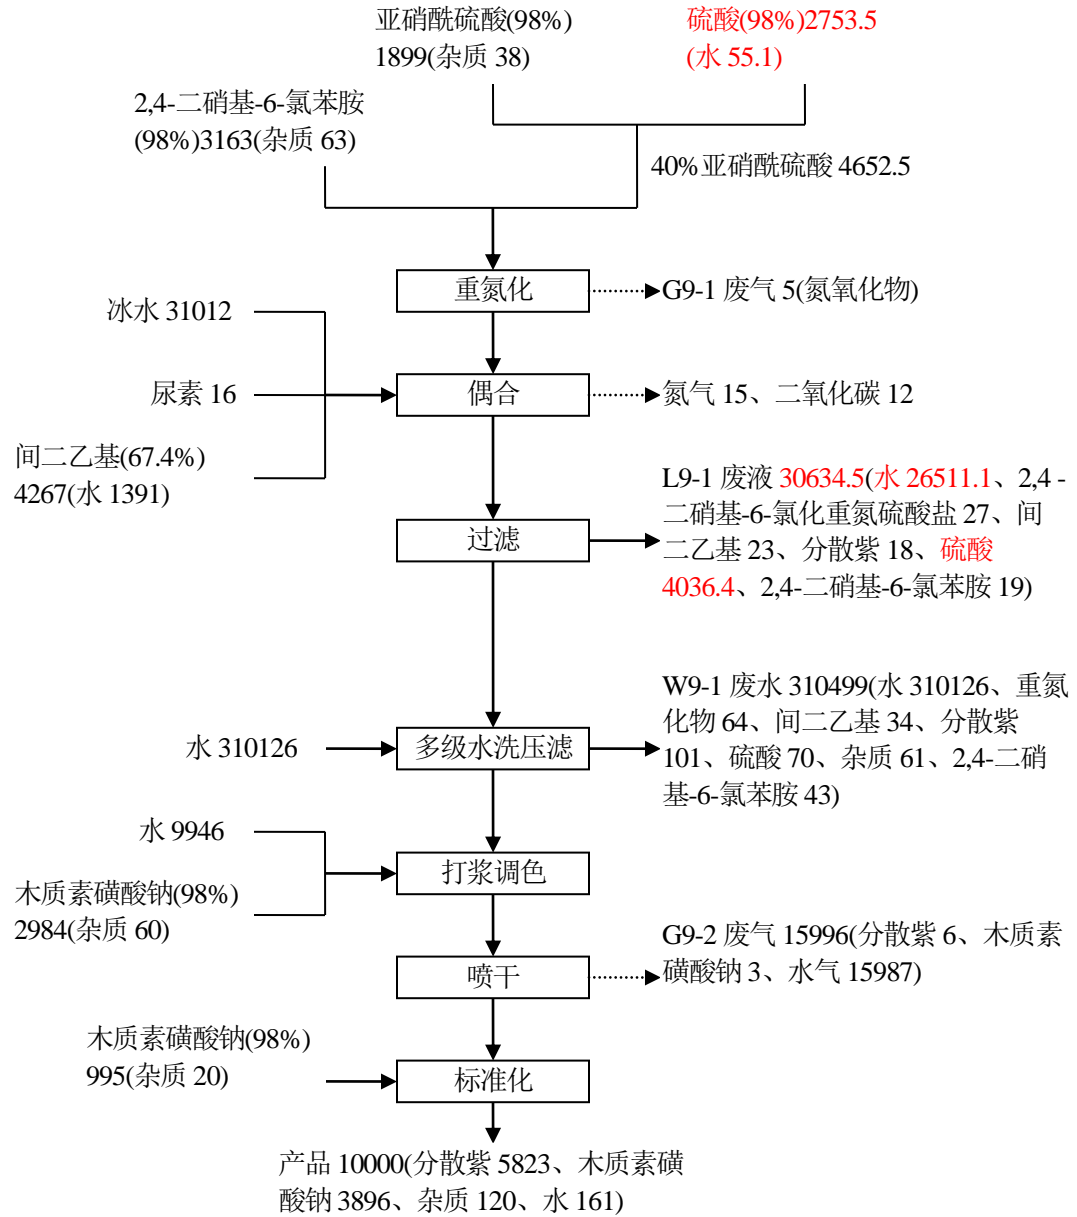 亚硝酰硫酸(98%)
1899(杂质 38)
硫酸(98%)2753.5
(水 55.1)
2,4-二硝基-6-氯苯胺
(98%)3163(杂质 63)
40%亚硝酰硫酸 4652.5
重氮化
G9-1 废气 5(氮氧化物)
冰水 31012
尿素 16
偶合
氮气 15、二氧化碳 12
间二乙基(67.4%)
4267(水 1391)
过滤
L9-1 废液 30634.5(水 26511.1、2,4 -
二硝基-6-氯化重氮硫酸盐 27、间
二乙基 23、分散紫 18、硫酸
4036.4、2,4-二硝基-6-氯苯胺 19)
水 310126
多级水洗压滤
W9-1 废水 310499(水 310126、重氮
化物 64、间二乙基 34、分散紫
101、硫酸 70、杂质 61、2,4-二硝
基-6-氯苯胺 43)
水 9946
打浆调色
木质素磺酸钠(98%)
2984(杂质 60)
喷干
G9-2 废气 15996(分散紫 6、木质素
磺酸钠 3、水气 15987)
木质素磺酸钠(98%)
995(杂质 20)
标准化
产品 10000(分散紫 5823、木质素磺
酸钠 3896、杂质 120、水 161)